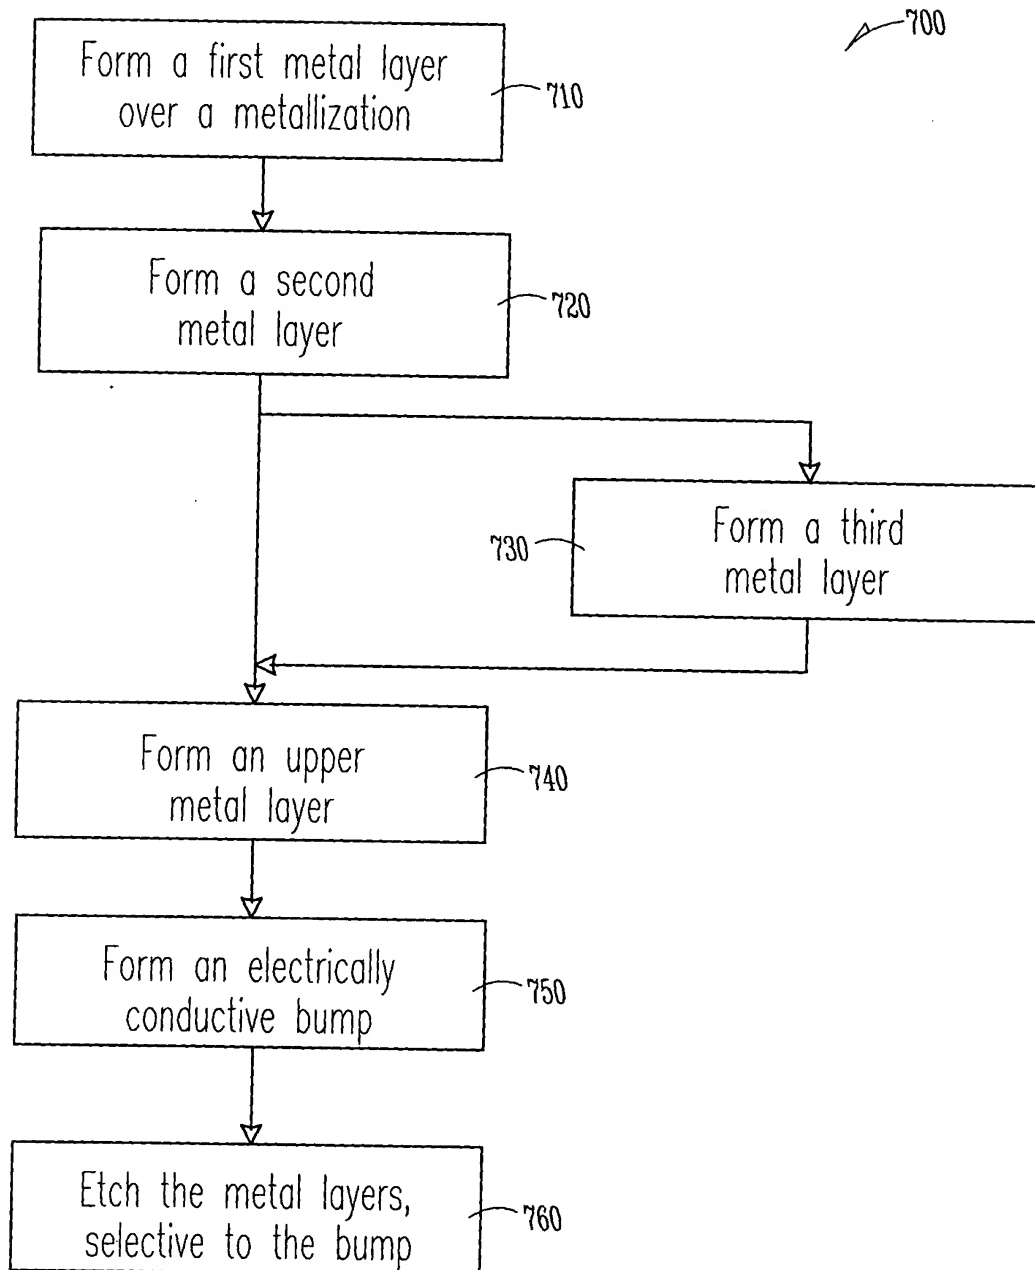 700
Form a first metal layer
over a metallization
710
Form a second
metal layer
720
Form a third
metal layer
730
Form an upper
metal layer
740
Form an electrically
conductive bump
750
Etch the metal layers,
selective to the bump
760